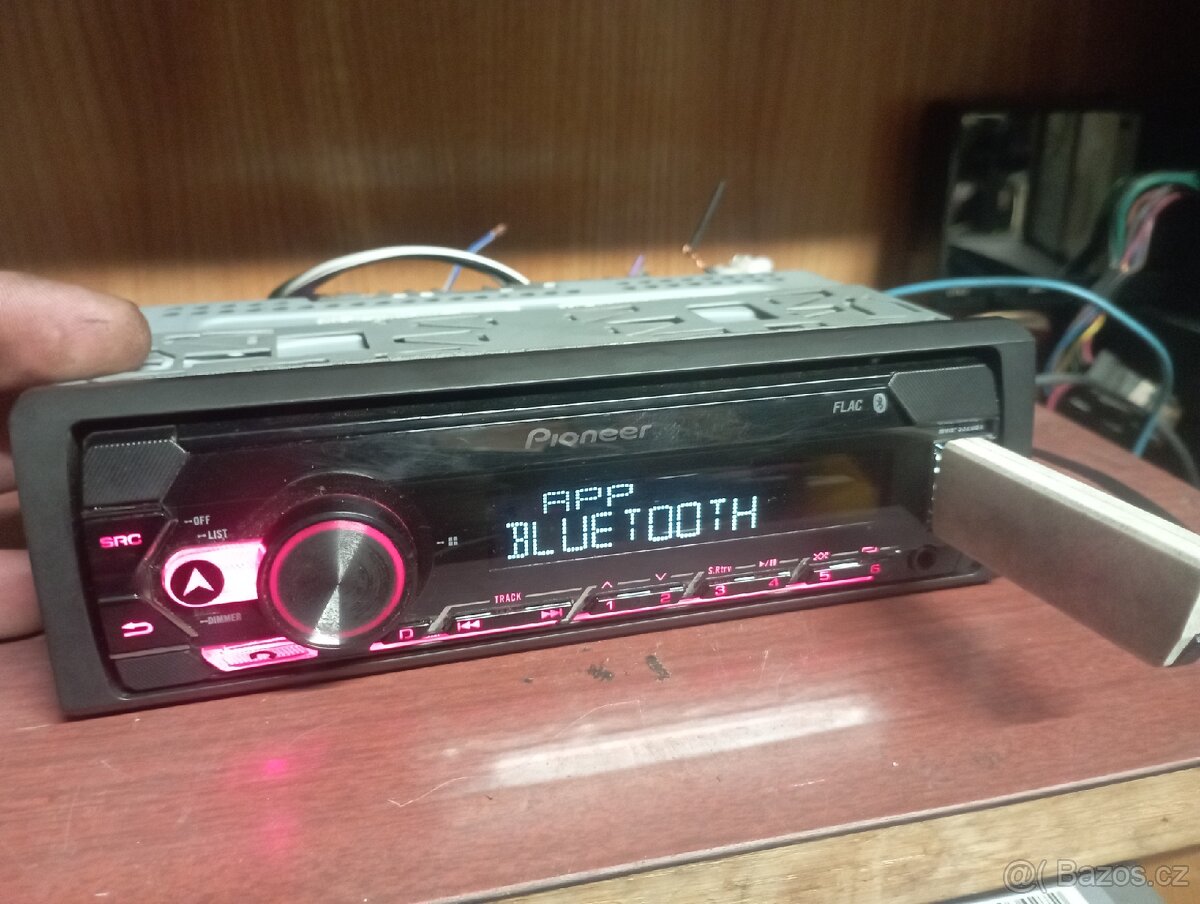 FLAC
Pioneer
APP
BLUETOOTH
OFF
LIST
SRC
DIMMER
TRACK
S.Rtrv
D
1
2
3
4
5
6
@( Bazos.cz